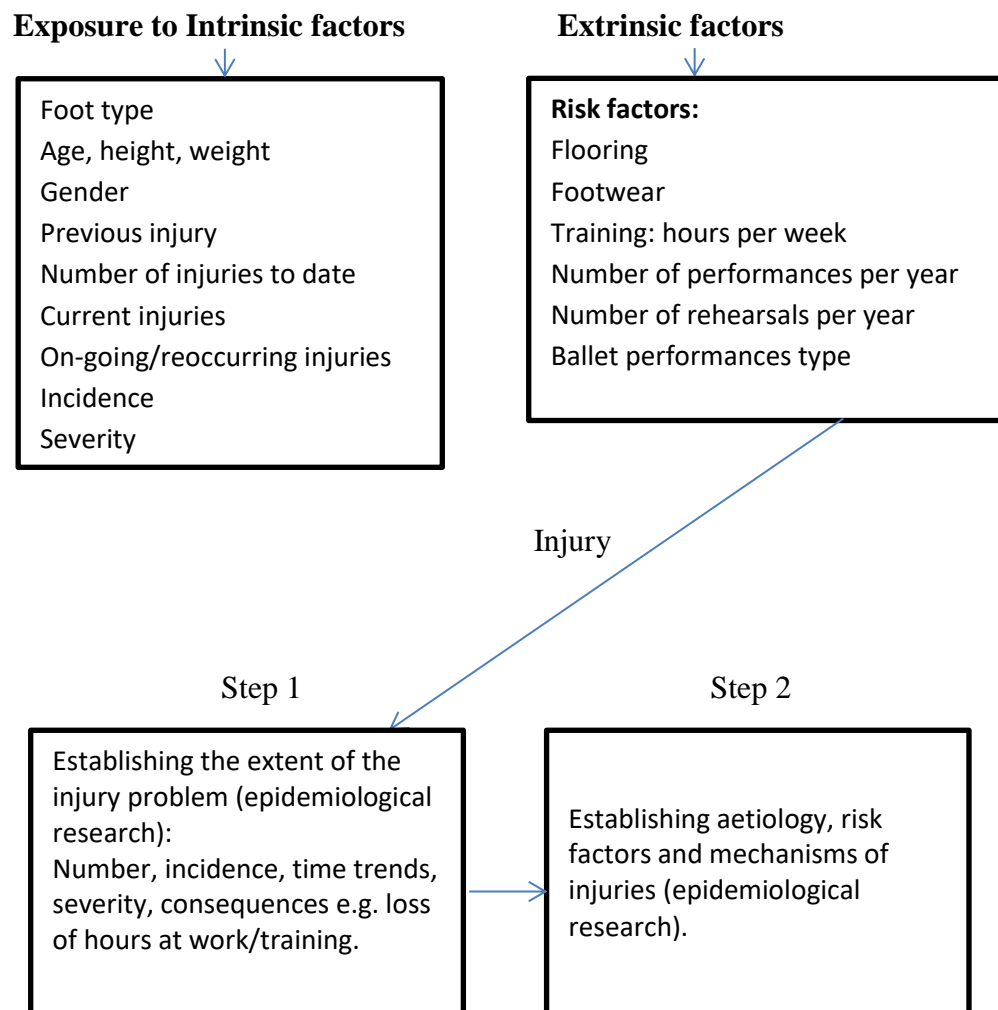 Exposure to Intrinsic factors
Foot type
Age, height, weight
Gender
Previous injury
Number of injuries to date
Current injuries
On-going/reoccurring injuries
Incidence
Severity
Extrinsic factors
Risk factors:
Flooring
Footwear
Training: hours per week
Number of performances per year
Number of rehearsals per year
Ballet performances type
Injury
Step 1
Establishing the extent of the
injury problem (epidemiological
research):
Number, incidence, time trends,
severity, consequences e.g. loss
of hours at work/training.
Step 2
Establishing aetiology, risk
factors and mechanisms of
injuries (epidemiological
research).